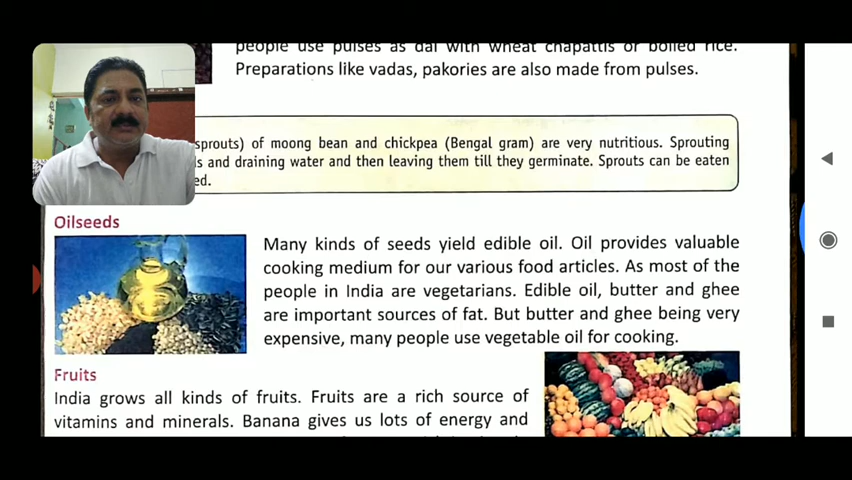 people use pulses as dal with wheat chapattis or boiled rice.
Preparations like vadas, pakories are also made from pulses.
sprouts) of moong bean and chickpea (Bengal gram) are very nutritious. Sprouting
and draining water and then leaving them till they germinate. Sprouts can be eaten
Oilseeds
Many kinds of seeds yield edible oil. Oil provides valuable
cooking medium for our various food articles. As most of the
people in India are vegetarians. Edible oil, butter and ghee
are important sources of fat. But butter and ghee being very
expensive, many people use vegetable oil for cooking.
Fruits
India grows all kinds of fruits. Fruits are a rich source of
vitamins and minerals. Banana gives us lots of energy and